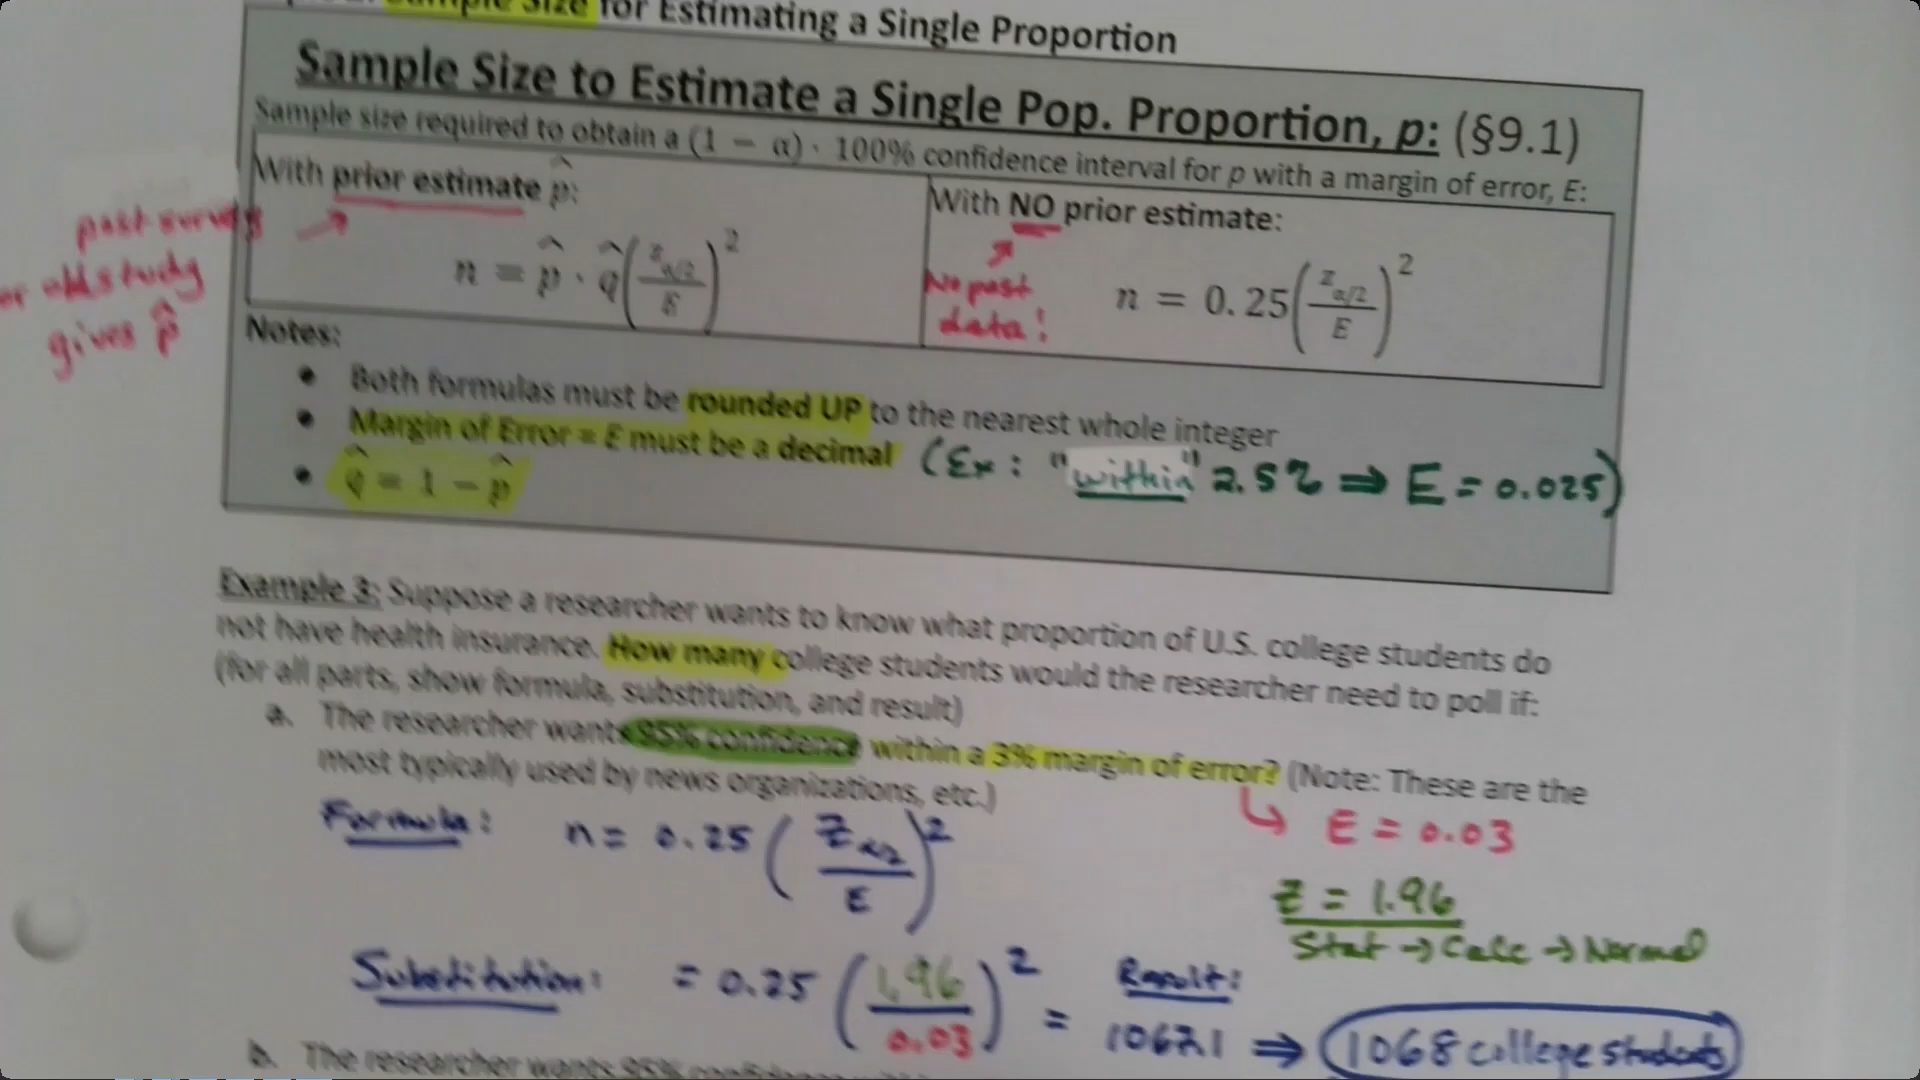 Sample Size for Estimating a Single Proportion
Sample Size to Estimate a Single Pop. Proportion, p: (§9.1)
Sample size required to obtain a (1 − α) · 100% confidence interval for p with a margin of error, E:
With prior estimate p̂:
n = p̂ · q̂(z_α/2 / E)²
past survey
or old study
gives p̂
With NO prior estimate:
No past
data!
n = 0.25(z_α/2 / E)²
Notes:
• Both formulas must be rounded UP to the nearest whole integer
• Margin of Error = E must be a decimal (Ex: "within" 2.5% ⇒ E = 0.025)
• q̂ = 1 − p̂
Example 3: Suppose a researcher wants to know what proportion of U.S. college students do
not have health insurance. How many college students would the researcher need to poll if:
(for all parts, show formula, substitution, and result)
a. The researcher wants 95% confidence within a 3% margin of error? (Note: These are the
most typically used by news organizations, etc.)
↳ E = 0.03
Formula: n = 0.25 (Z_α/2 / E)²
Z = 1.96
Stat → Calc → Normal
Substitution: = 0.25 (1.96 / 0.03)² =
Result:
1067.1 ⇒ 1068 college students
b. The researcher wants 95% confidence